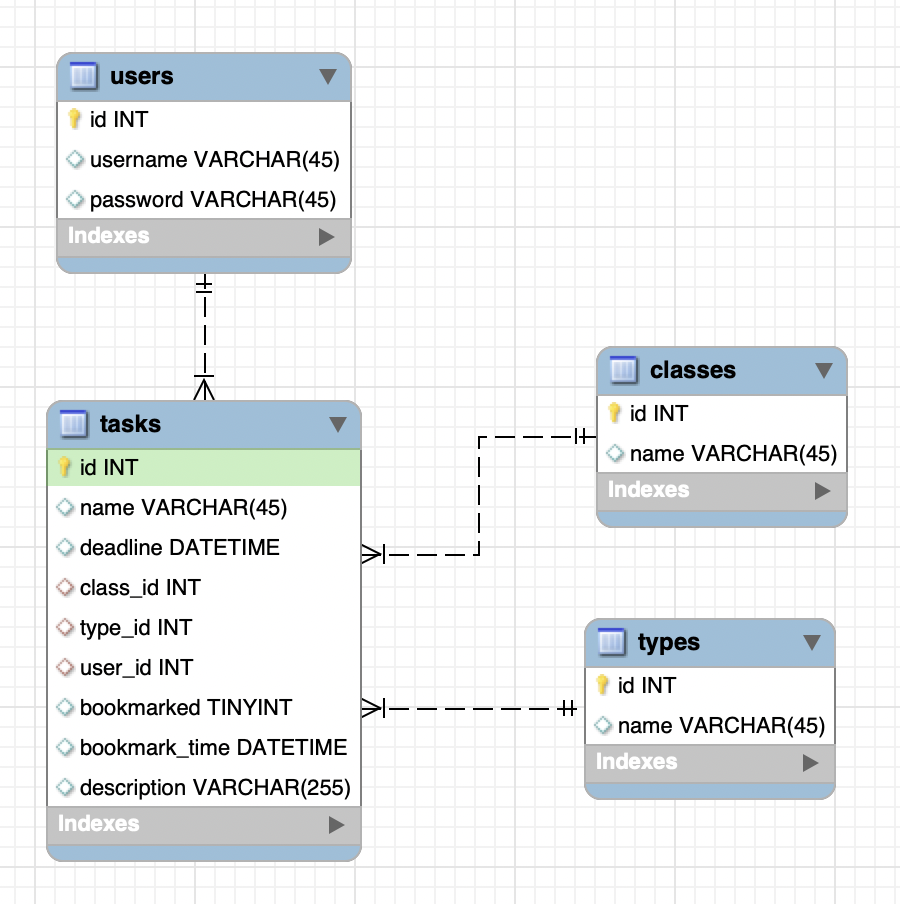 users
id INT
username VARCHAR(45)
password VARCHAR(45)
Indexes
tasks
id INT
name VARCHAR(45)
deadline DATETIME
class_id INT
type_id INT
user_id INT
bookmarked TINYINT
bookmark_time DATETIME
description VARCHAR(255)
Indexes
classes
id INT
name VARCHAR(45)
Indexes
types
id INT
name VARCHAR(45)
Indexes